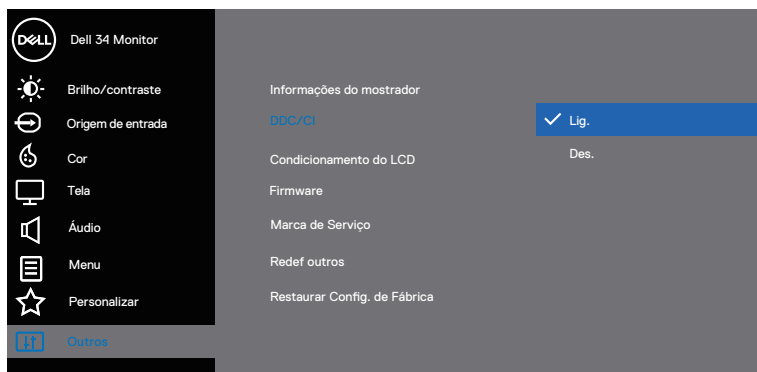 DELL
Dell 34 Monitor
Brilho/contraste
Origem de entrada
Cor
Tela
Áudio
Menu
Personalizar
Outros
Informações do mostrador
DDC/CI
Condicionamento do LCD
Firmware
Marca de Serviço
Redef outros
Restaurar Config. de Fábrica
Lig.
Des.